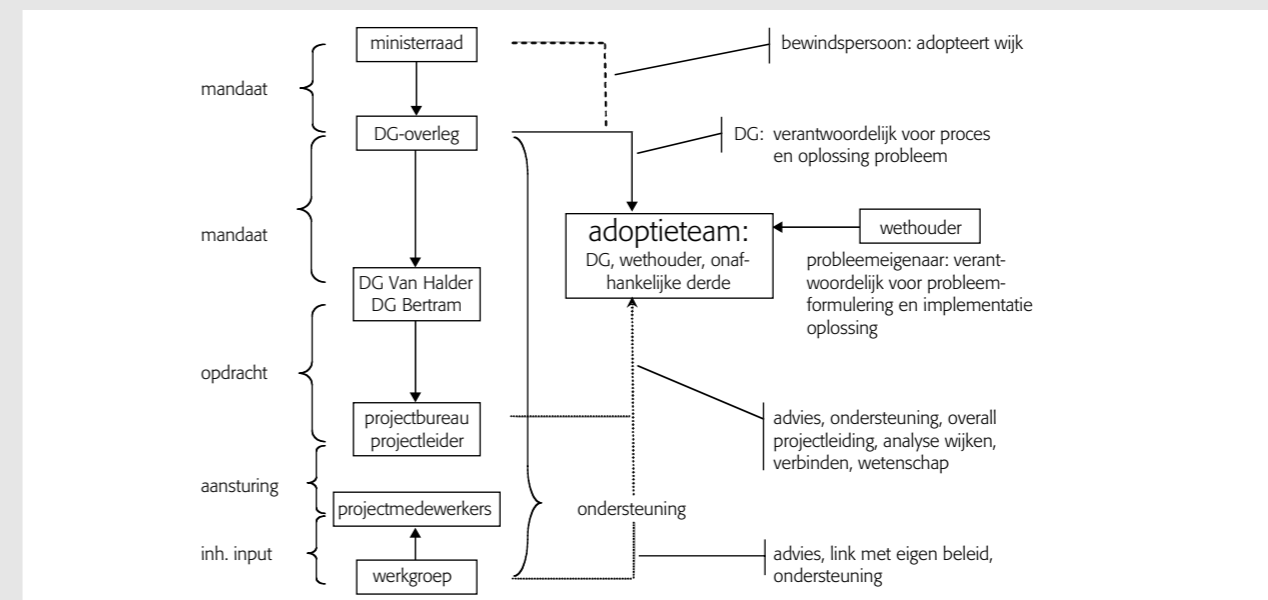 ministerraad
bewindspersoon: adopteert wijk
mandaat
DG-overleg
DG: verantwoordelijk voor proces
en oplossing probleem
mandaat
adoptieteam:
DG, wethouder, onaf-
hankelijke derde
wethouder
probleemeigenaar: verant-
woordelijk voor probleem-
formulering en implementatie
oplossing
DG Van Halder
DG Bertram
opdracht
projectbureau
projectleider
advies, ondersteuning, overall
projectleiding, analyse wijken,
verbinden, wetenschap
aansturing
projectmedewerkers
ondersteuning
inh. input
werkgroep
advies, link met eigen beleid,
ondersteuning